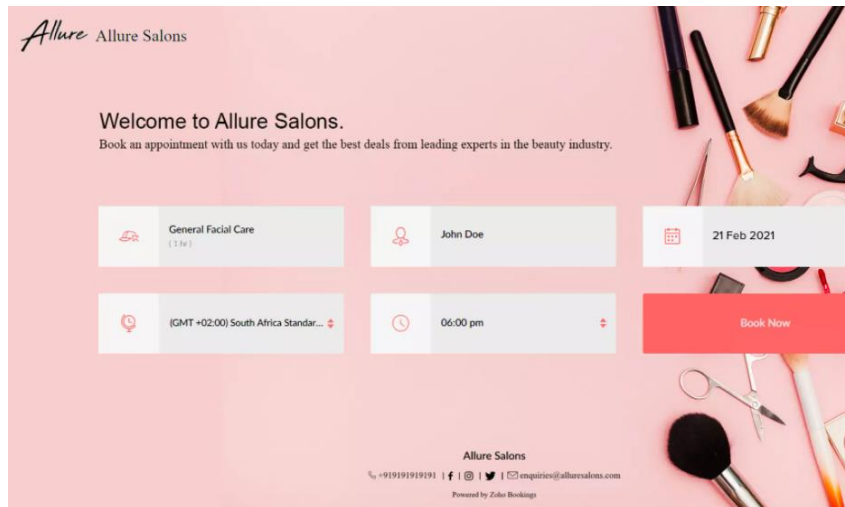 Allure Allure Salons
Welcome to Allure Salons.
Book an appointment with us today and get the best deals from leading experts in the beauty industry.
General Facial Care
( 1 hr )
John Doe
21 Feb 2021
(GMT +02:00) South Africa Standar...
06:00 pm
Book Now
Allure Salons
+919191919191 | | | | enquiries@alluresalons.com
Powered by Zoho Bookings